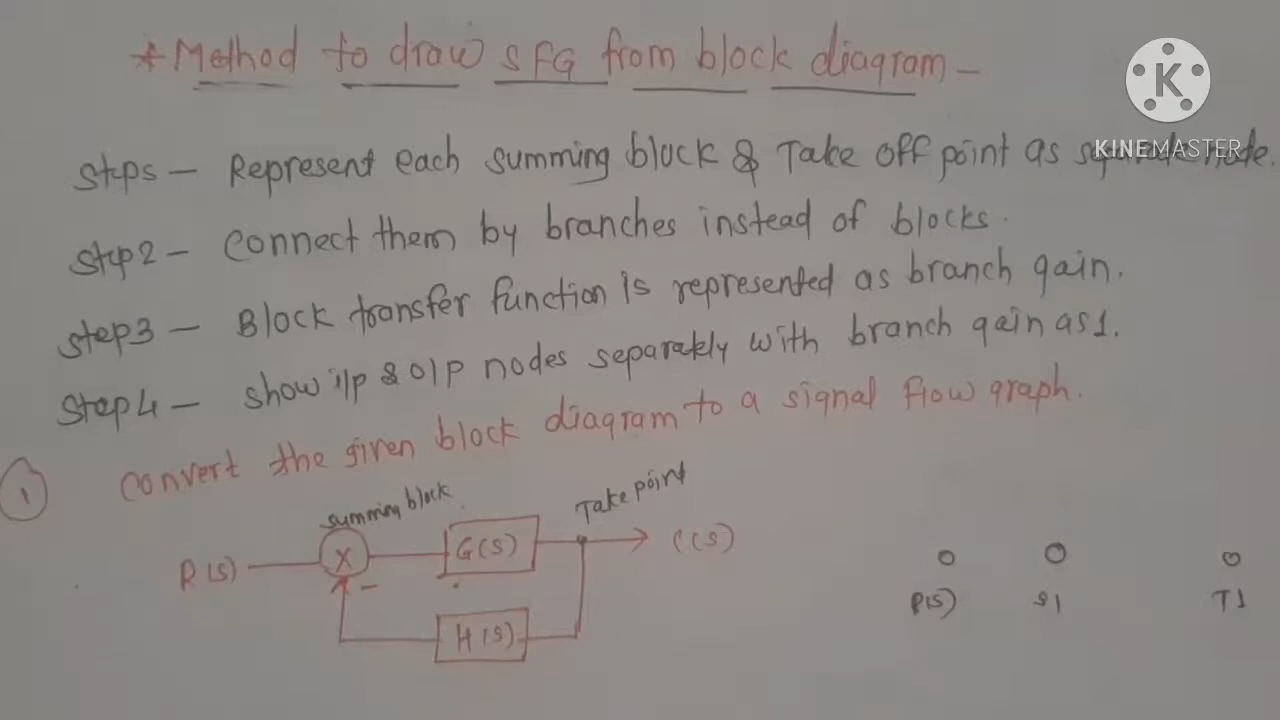 * Method to draw SFG from block diagram -
K
KINEMASTER
Steps - Represent each summing block & Take off point as node.
Step2 - Connect them by branches instead of blocks.
Step3 - Block transfer function is represented as branch gain.
Step4 - show i/p & o/p nodes separately with branch gain as 1.
1 Convert the given block diagram to a signal flow graph.
summing block
Take point
R(S) X G(S) C(S)
-
H(S)
R(S) S1 T1